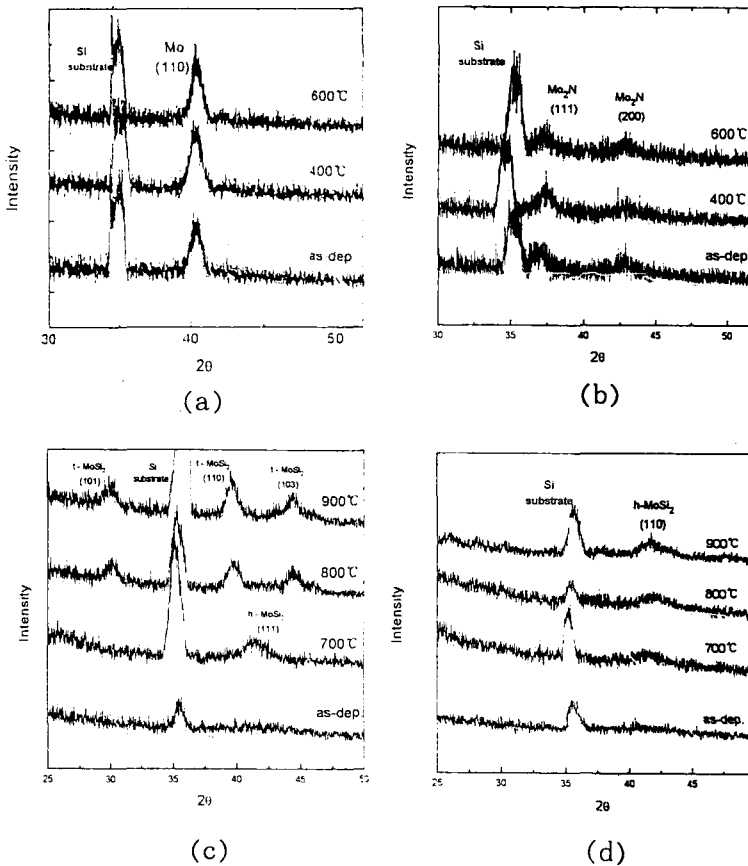 Si
substrate
Mo
(110)
600℃
400℃
as-dep
Intensity
30
40
50
2θ
(a)
Si
substrate
Mo₂N
(111)
Mo₂N
(200)
600℃
400℃
as-dep.
Intensity
30
35
40
45
50
2θ
(b)
t - MoSi₂
(101)
Si
substrate
t - MoSi₂
(110)
t - MoSi₂
(103)
900℃
800℃
h - MoSi₂
(111)
700℃
as-dep.
Intensity
25
30
35
40
45
2θ
(c)
Si
substrate
h-MoSi₂
(110)
900℃
800℃
700℃
as-dep.
Intensity
25
30
35
40
45
2θ
(d)